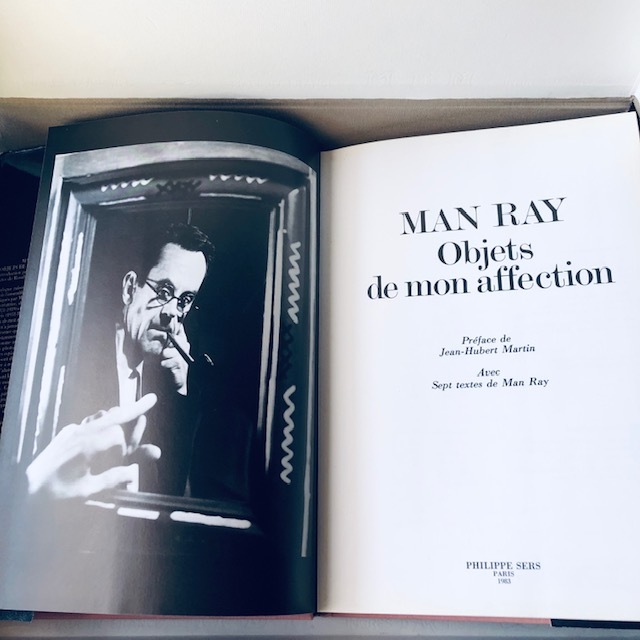 MAN RAY
Objets
de mon affection
Préface de
Jean-Hubert Martin
Avec
Sept textes de Man Ray
PHILIPPE SERS
PARIS
1983